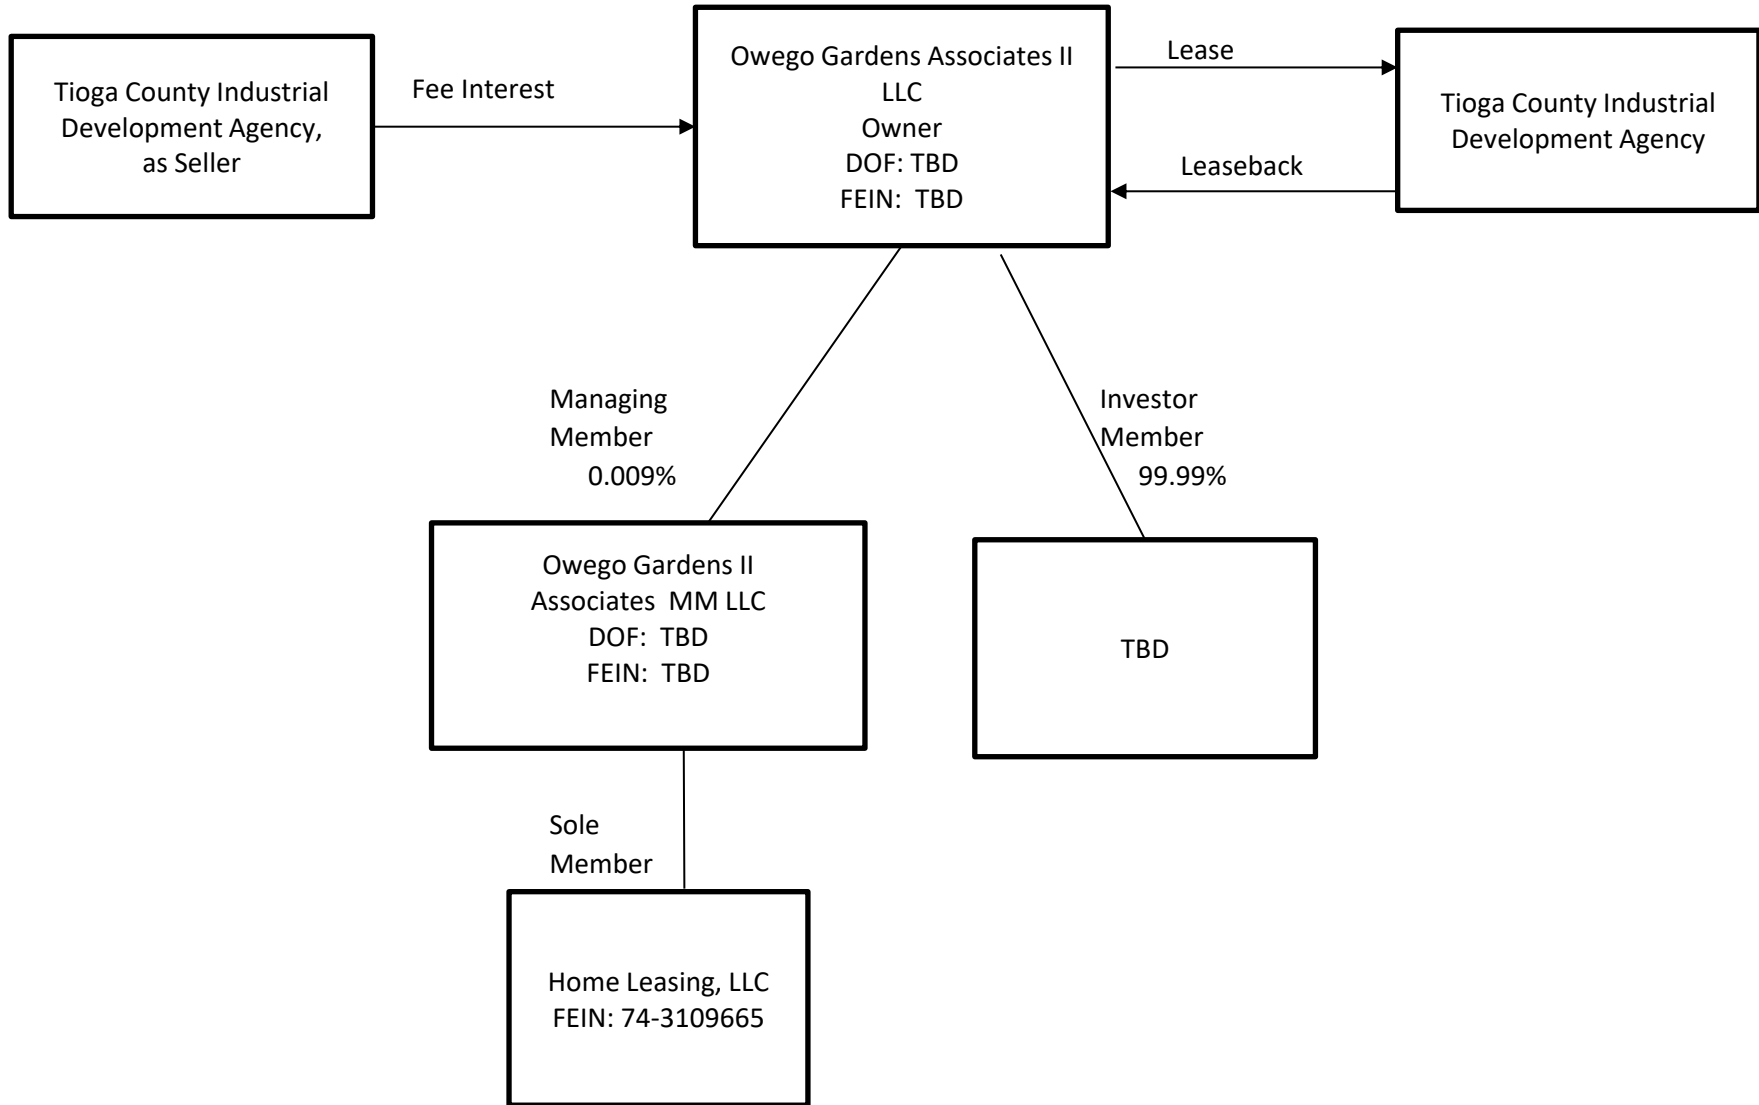 Tioga County Industrial
Development Agency,
as Seller
Fee Interest
Owego Gardens Associates II
LLC
Owner
DOF: TBD
FEIN:  TBD
Lease
Leaseback
Tioga County Industrial
Development Agency
Managing
Member
0.009%
Investor
Member
99.99%
Owego Gardens II
Associates  MM LLC
DOF:  TBD
FEIN:  TBD
TBD
Sole
Member
Home Leasing, LLC
FEIN: 74-3109665